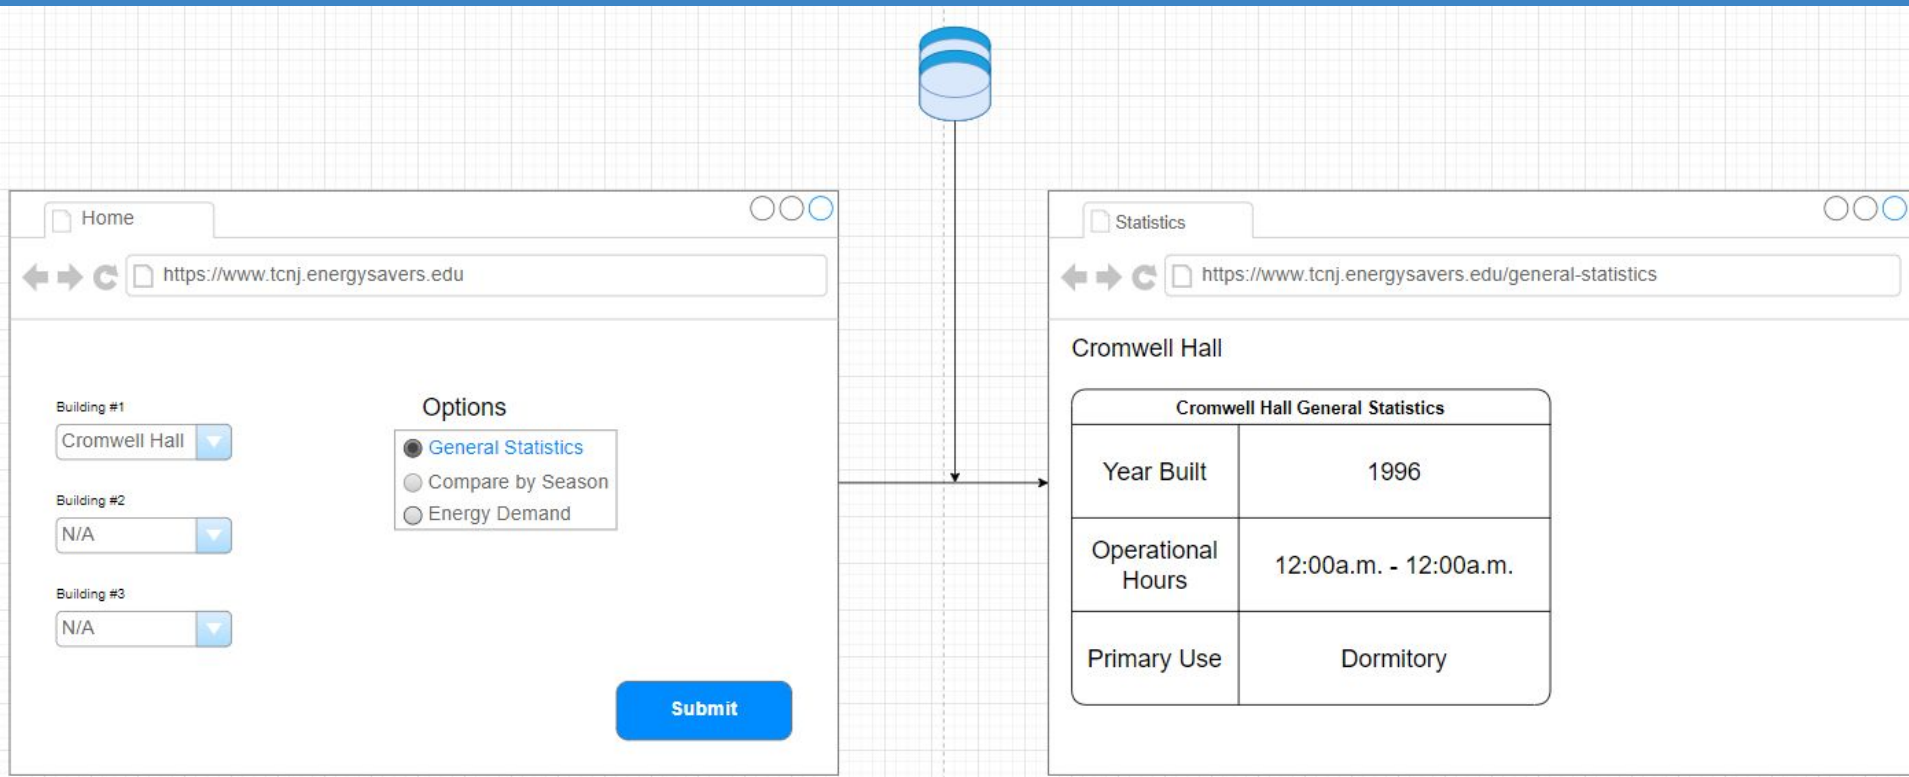 Home
https://www.tcnj.energysavers.edu
Building #1
Cromwell Hall
Building #2
N/A
Building #3
N/A
Options
General Statistics
Compare by Season
Energy Demand
Submit
Statistics
https://www.tcnj.energysavers.edu/general-statistics
Cromwell Hall
Cromwell Hall General Statistics
Year Built 1996
Operational
Hours
12:00a.m. - 12:00a.m.
Primary Use Dormitory